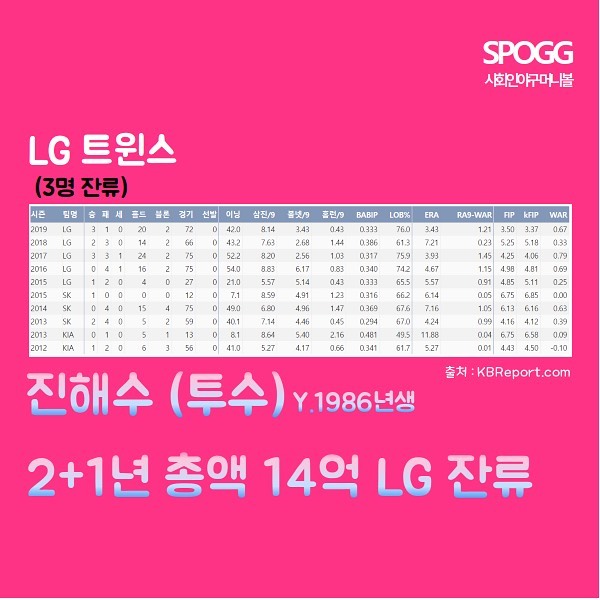 SPOGG
사회인야구머니볼
LG 트윈스
(3명 잔류)
시즌 팀명 승 패 세 홀드 블론 경기 선발 이닝 삼진/9 볼넷/9 홈런/9 BABIP LOB% ERA RA9-WAR FIP kFIP WAR
2019 LG 3 1 0 20 2 72 0 42.0 8.14 3.43 0.43 0.333 76.0 3.43 1.21 3.50 3.37 0.67
2018 LG 2 3 0 14 2 66 0 43.2 7.63 2.68 1.44 0.386 61.3 7.21 0.23 5.25 5.18 0.33
2017 LG 3 3 1 24 2 75 0 52.2 8.20 2.56 1.03 0.317 75.9 3.93 1.45 4.25 4.06 0.79
2016 LG 0 4 1 16 2 75 0 54.0 8.83 6.17 0.83 0.340 74.2 4.67 1.15 4.98 4.81 0.69
2015 LG 1 2 0 4 0 27 0 21.0 5.57 5.14 0.43 0.333 65.5 5.57 0.91 4.85 5.11 0.25
2015 SK 1 0 0 0 0 12 0 7.1 8.59 4.91 1.23 0.316 66.2 6.14 0.05 6.75 6.85 0.00
2014 SK 0 4 0 15 4 75 0 49.0 6.80 4.96 1.47 0.369 67.6 7.16 1.05 6.13 6.16 0.63
2013 SK 2 4 0 5 2 59 0 40.1 7.14 4.46 0.45 0.294 67.0 4.24 0.99 4.16 4.12 0.39
2013 KIA 0 1 0 5 1 13 0 8.1 8.64 5.40 2.16 0.481 49.5 11.88 0.04 6.75 6.58 0.09
2012 KIA 1 2 0 6 3 56 0 41.0 5.27 4.17 0.66 0.341 61.7 5.27 0.01 4.43 4.50 -0.10
출처 : KBReport.com
진해수 (투수) Y.1986년생
2+1년 총액 14억 LG 잔류